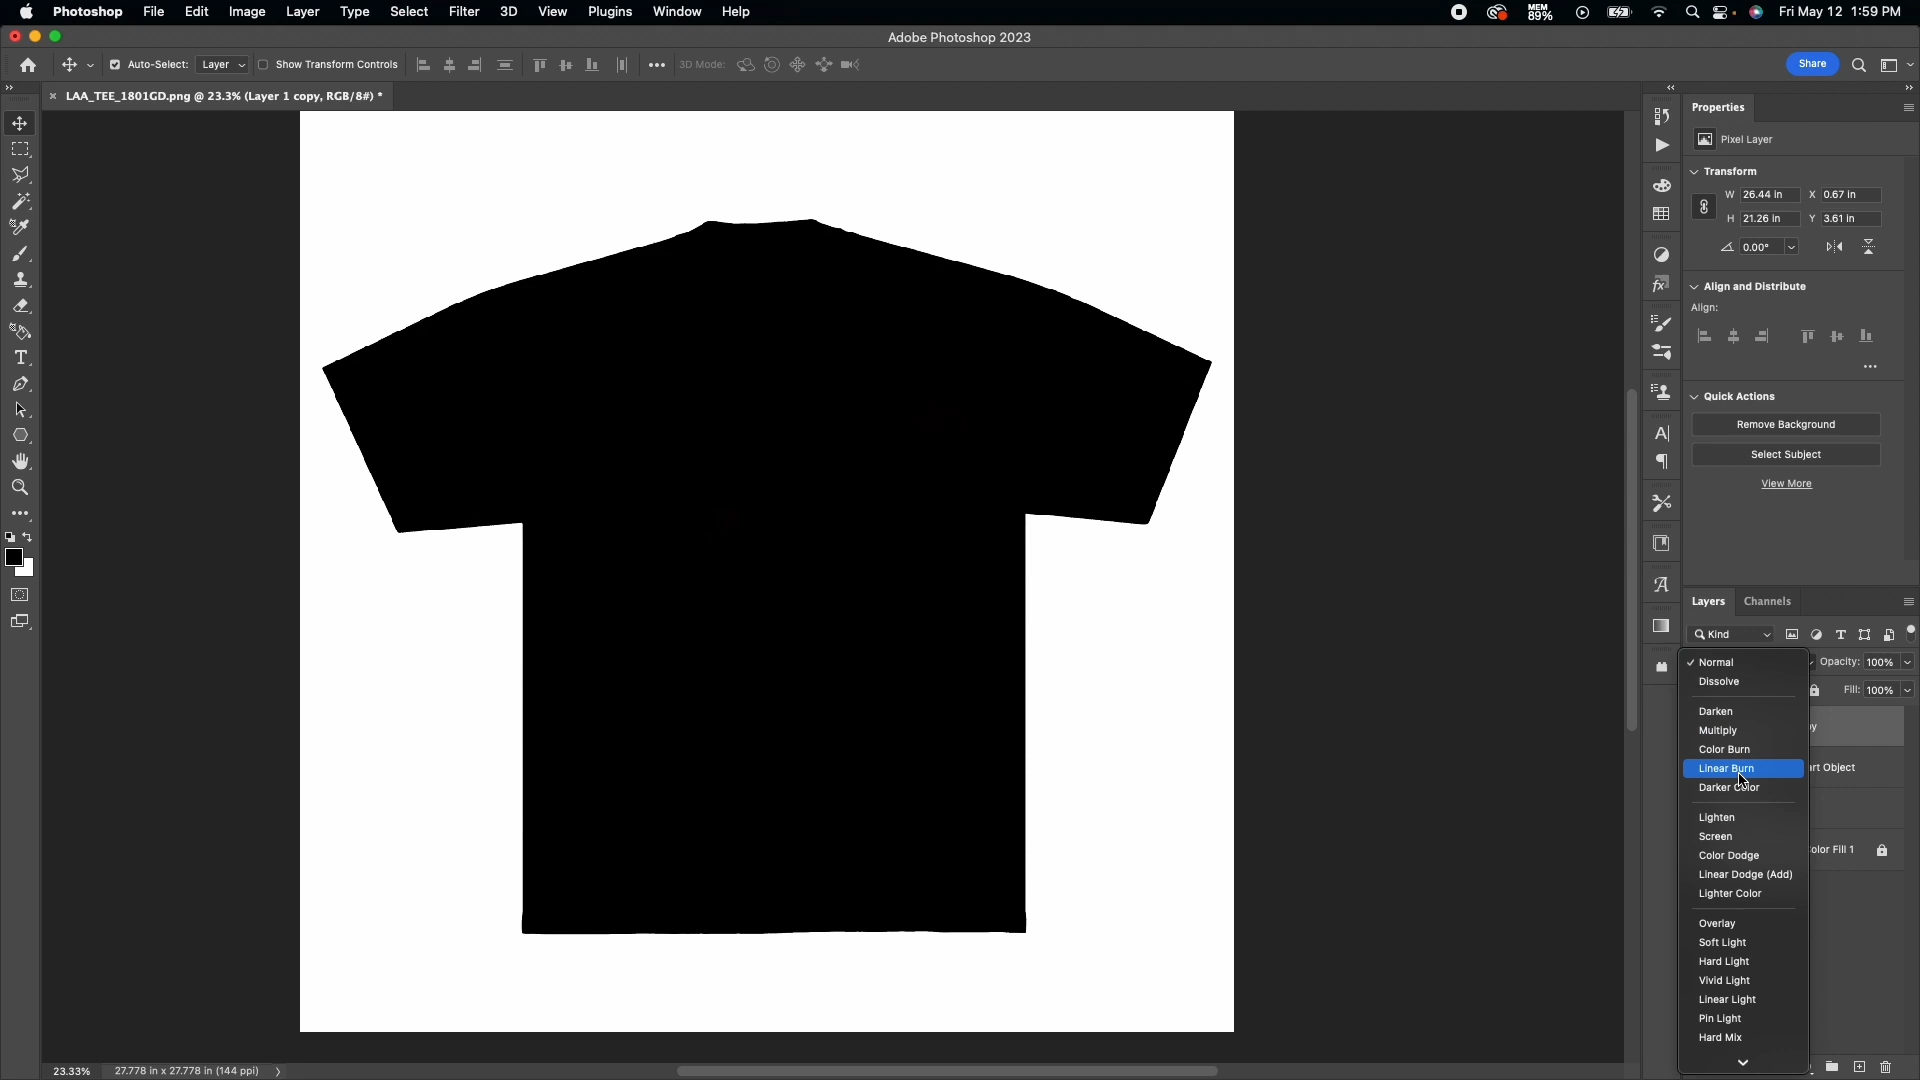 Photoshop File Edit Image Layer Type Select Filter 3D View Plugins Window Help MEM 89% Fri May 12 1:59 PM
Adobe Photoshop 2023
Auto-Select: Layer Show Transform Controls 3D Mode: Share
× LAA_TEE_1801GD.png @ 23.3% (Layer 1 copy, RGB/8#) *
Properties
Pixel Layer
Transform
W 26.44 in X 0.67 in
H 21.26 in Y 3.61 in
0.00°
Align and Distribute
Align:
Quick Actions
Remove Background
Select Subject
View More
Layers Channels
Kind
Normal Opacity: 100%
Dissolve Fill: 100%
Darken
Multiply
Color Burn
Linear Burn
Darker Color
Lighten
Screen
Color Dodge
Linear Dodge (Add)
Lighter Color
Overlay
Soft Light
Hard Light
Vivid Light
Linear Light
Pin Light
Hard Mix
Object
Fill 1
23.33% 27.778 in x 27.778 in (144 ppi)